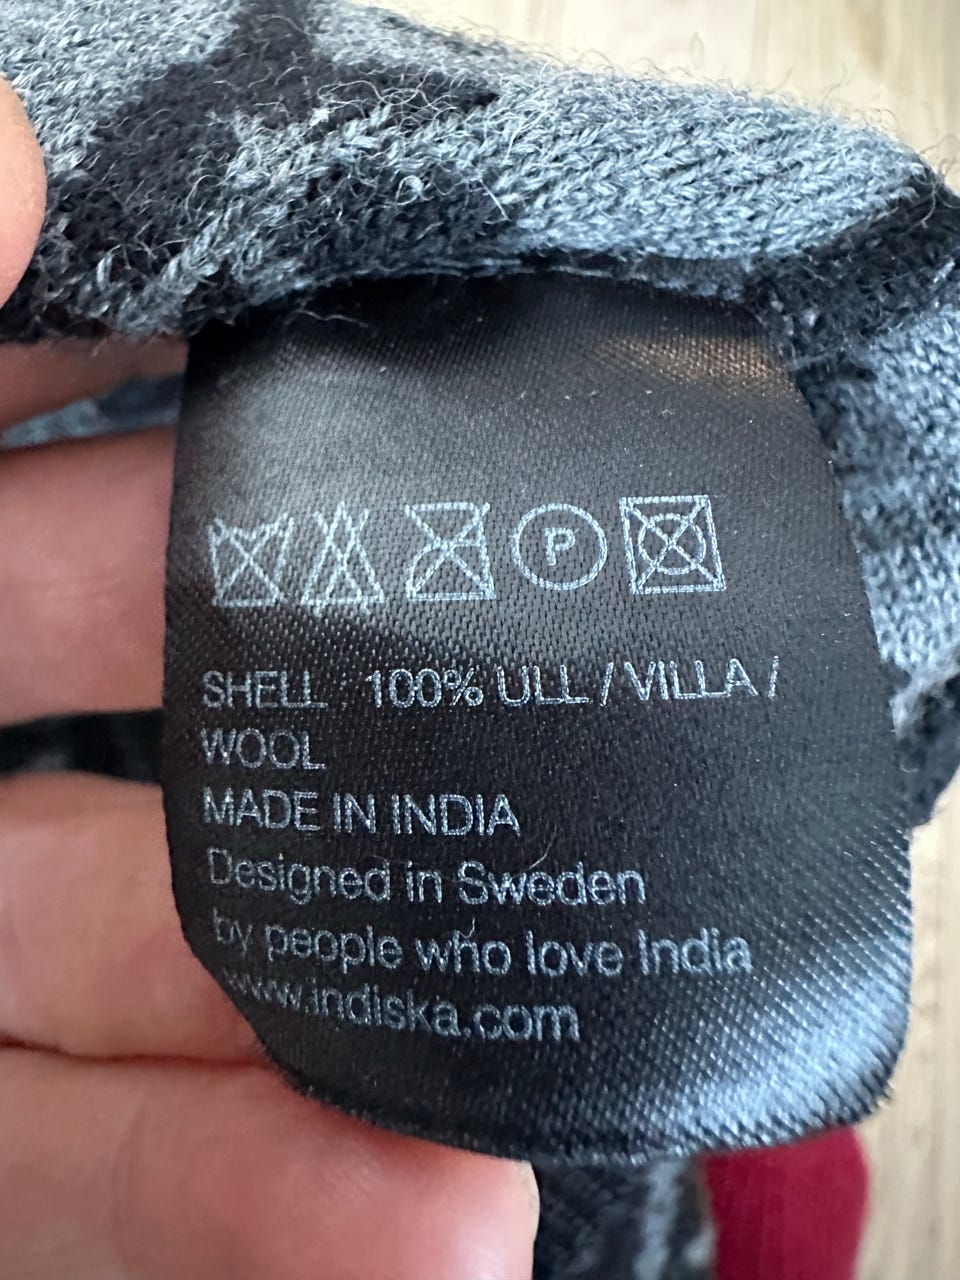 P
SHELL : 100% ULL / VILLA /
WOOL
MADE IN INDIA
Designed in Sweden
by people who love India
www.indiska.com